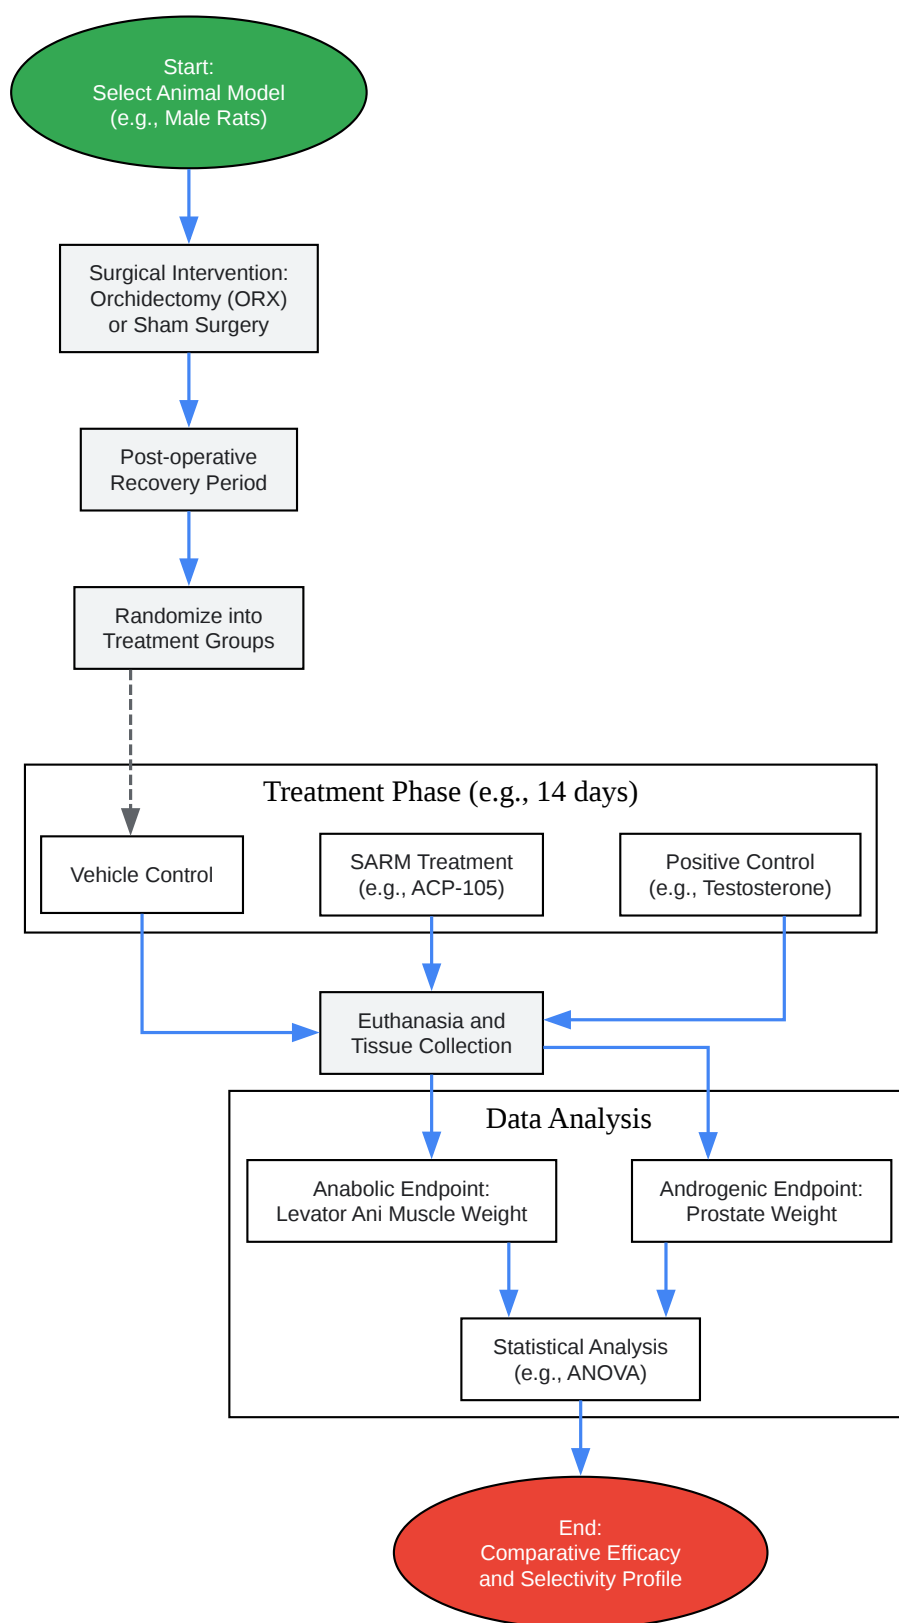 Start:
Select Animal Model
(e.g., Male Rats)
Surgical Intervention:
Orchidectomy (ORX)
or Sham Surgery
Post-operative
Recovery Period
Randomize into
Treatment Groups
Treatment Phase (e.g., 14 days)
Vehicle Control
SARM Treatment
(e.g., ACP-105)
Positive Control
(e.g., Testosterone)
Euthanasia and
Tissue Collection
Data Analysis
Anabolic Endpoint:
Levator Ani Muscle Weight
Androgenic Endpoint:
Prostate Weight
Statistical Analysis
(e.g., ANOVA)
End:
Comparative Efficacy
and Selectivity Profile